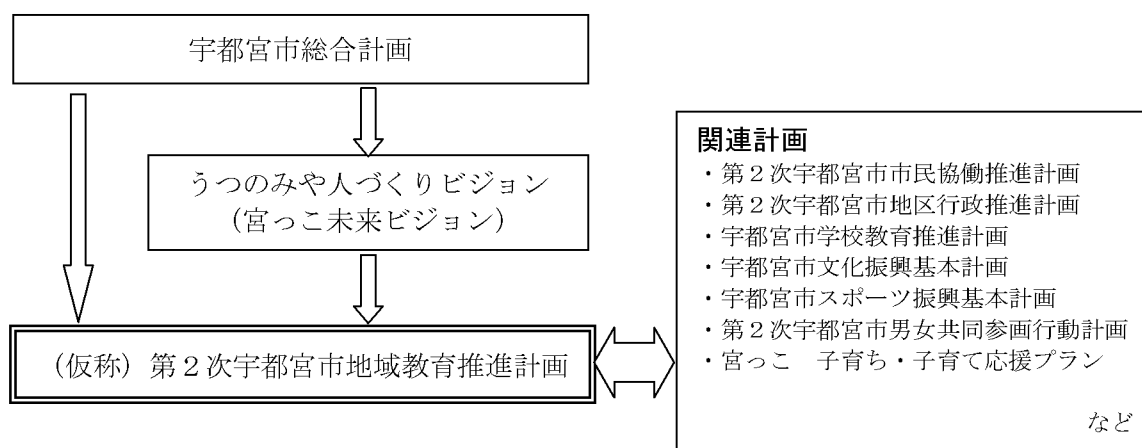 宇都宮市総合計画
うつのみや人づくりビジョン
（宮っこ未来ビジョン）
（仮称）第２次宇都宮市地域教育推進計画
関連計画
・第２次宇都宮市市民協働推進計画
・第２次宇都宮市地区行政推進計画
・宇都宮市学校教育推進計画
・宇都宮市文化振興基本計画
・宇都宮市スポーツ振興基本計画
・第２次宇都宮市男女共同参画行動計画
・宮っこ　子育ち・子育て応援プラン
など